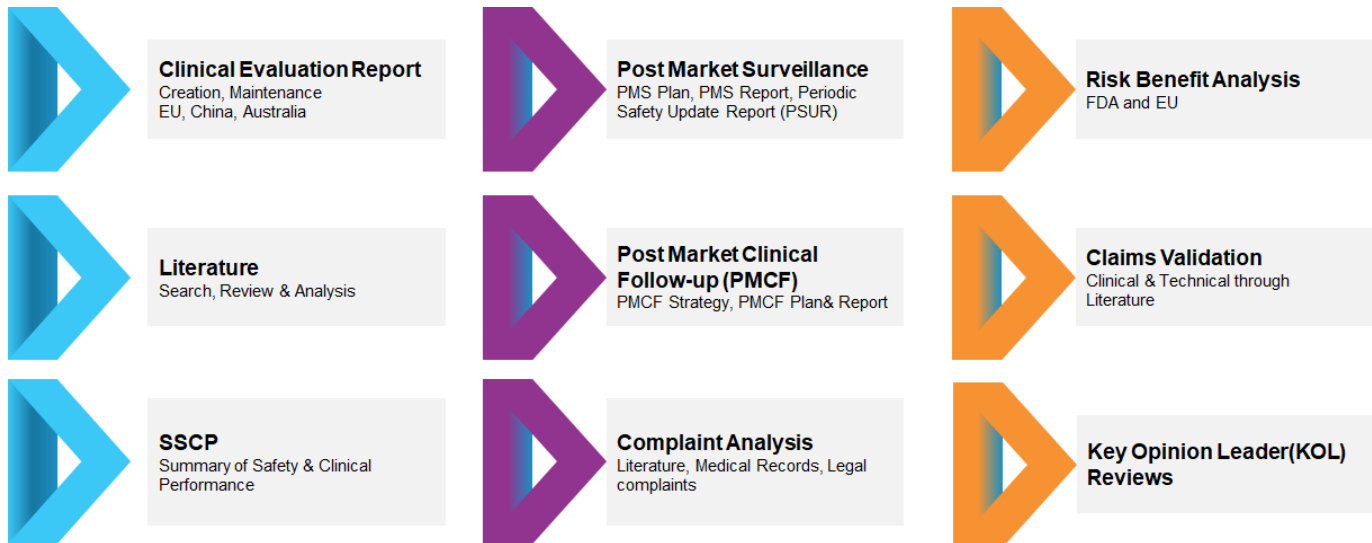 Clinical Evaluation Report
Creation, Maintenance
EU, China, Australia
Post Market Surveillance
PMS Plan, PMS Report, Periodic
Safety Update Report (PSUR)
Risk Benefit Analysis
FDA and EU
Literature
Search, Review & Analysis
Post Market Clinical
Follow-up (PMCF)
PMCF Strategy, PMCF Plan& Report
Claims Validation
Clinical & Technical through
Literature
SSCP
Summary of Safety & Clinical
Performance
Complaint Analysis
Literature, Medical Records, Legal
complaints
Key Opinion Leader(KOL)
Reviews